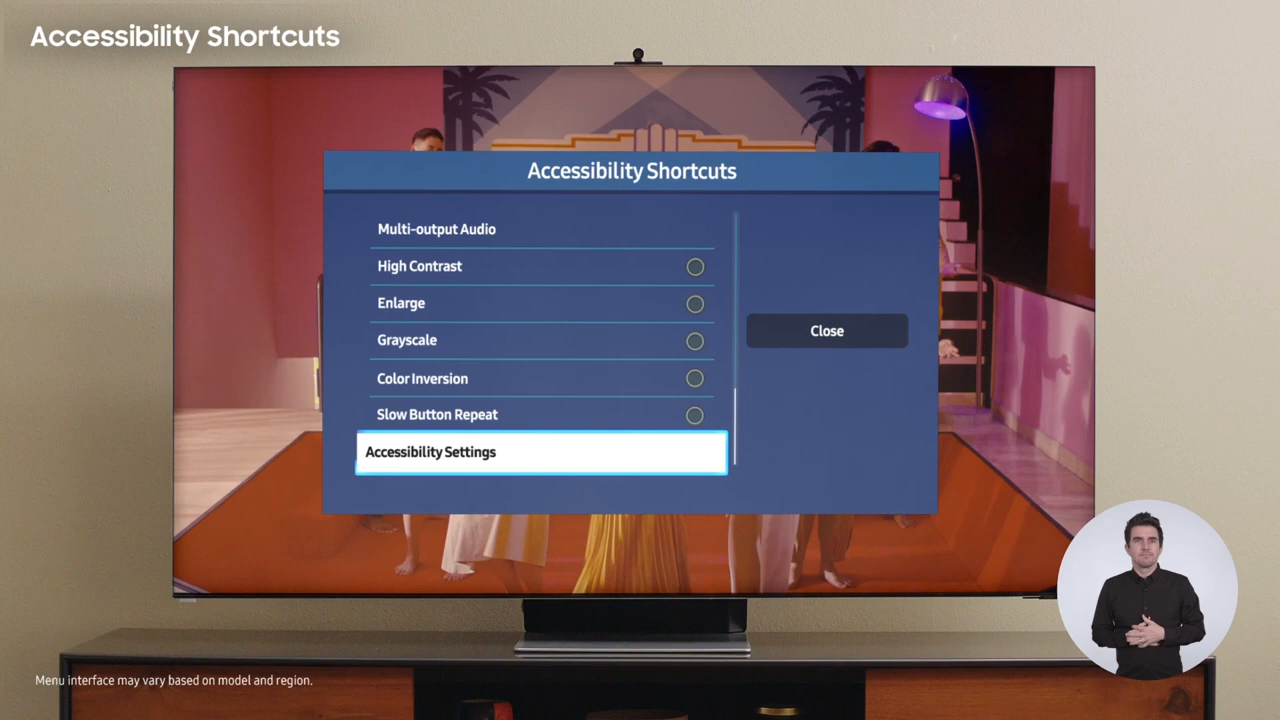 Accessibility Shortcuts
Accessibility Shortcuts
Multi-output Audio
High Contrast
Enlarge
Grayscale
Color Inversion
Slow Button Repeat
Accessibility Settings
Close
Menu interface may vary based on model and region.